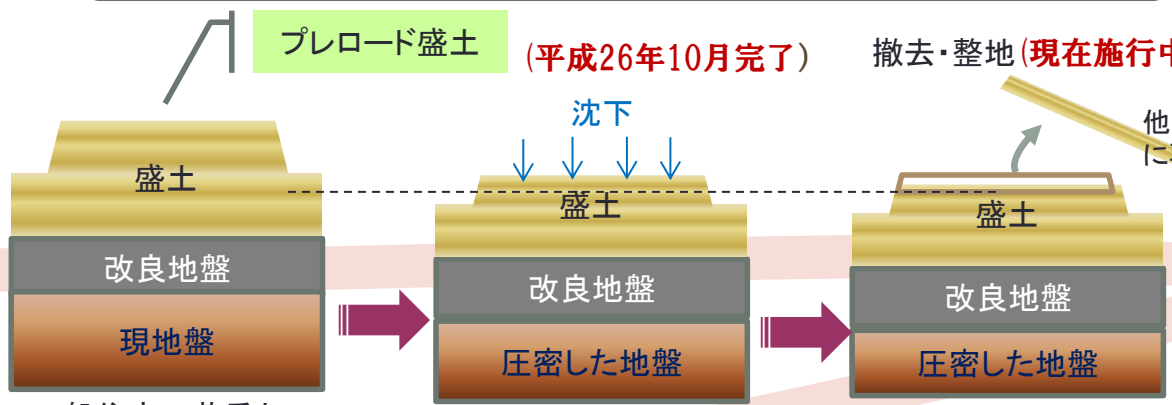 プレロード盛土
(平成26年10月完了)
撤去・整地(現在施行中
沈下
他
に
盛土
盛土
盛土
改良地盤
改良地盤
改良地盤
現地盤
圧密した地盤
圧密した地盤